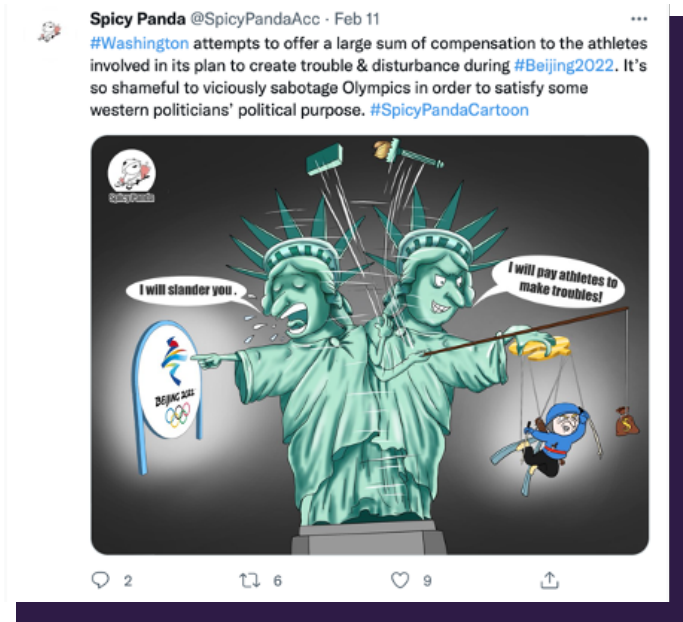 Spicy Panda @SpicyPandaAcc · Feb 11
#Washington attempts to offer a large sum of compensation to the athletes
involved in its plan to create trouble & disturbance during #Beijing2022. It's
so shameful to viciously sabotage Olympics in order to satisfy some
western politicians' political purpose. #SpicyPandaCartoon
Spicy Panda
I will slander you.
I will pay athletes to
make troubles!
BEIJING 2022
$
2
6
9